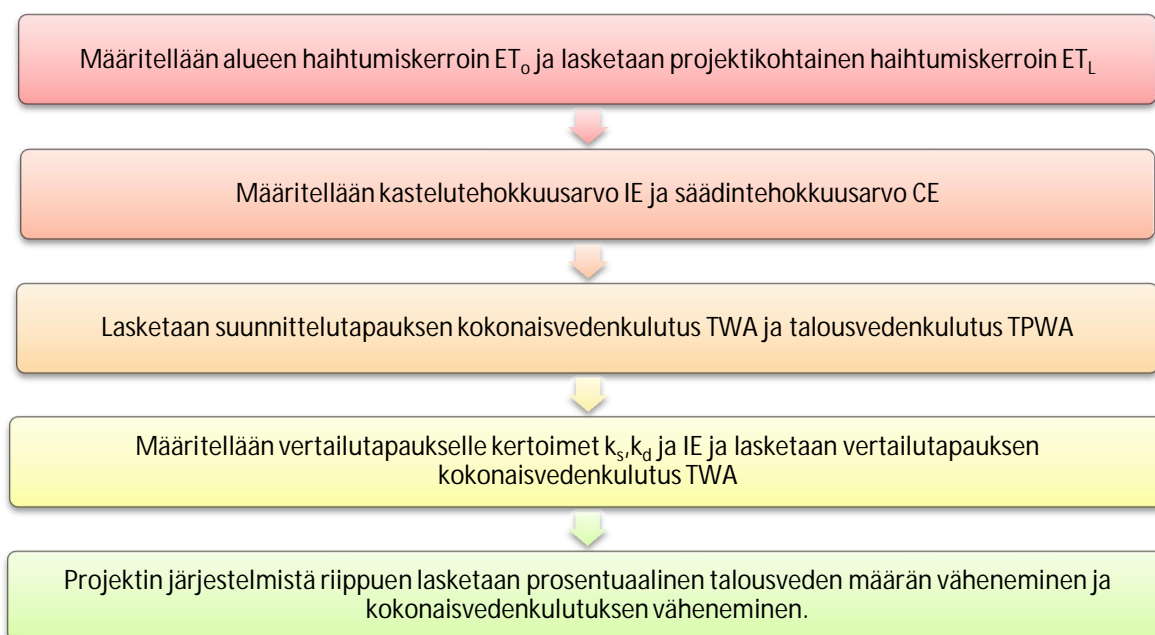 Määritellään alueen haihtumiskerroin ETₒ ja lasketaan projektikohtainen haihtumiskerroin ET_L
Määritellään kastelutehokkuusarvo IE ja säädintehokkuusarvo CE
Lasketaan suunnittelutapauksen kokonaisvedenkulutus TWA ja talousvedenkulutus TPWA
Määritellään vertailutapaukselle kertoimet kₛ,k_d ja IE ja lasketaan vertailutapauksen
kokonaisvedenkulutus TWA
Projektin järjestelmistä riippuen lasketaan prosentuaalinen talousveden määrän väheneminen ja
kokonaisvedenkulutuksen väheneminen.